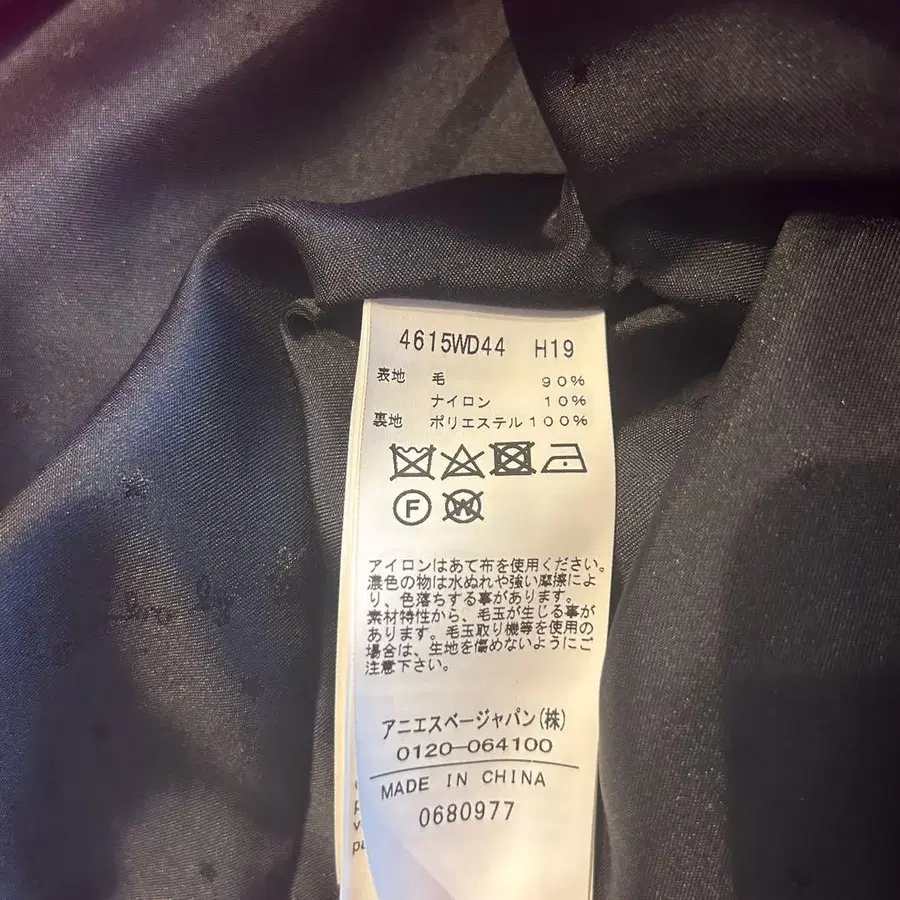 4615WD44 H19
表地 毛 90%
ナイロン 10%
裏地 ポリエステル 100%
F
W
アイロンはあて布を使用ください。
濃色の物は水ぬれや強い摩擦によ
り、色落ちする事があります。
素材特性から、毛玉が生じる事が
あります。毛玉取り機等を使用の
場合は、生地を傷めないようにご
注意下さい。
アニエスベージャパン(株)
0120-064100
MADE IN CHINA
0680977